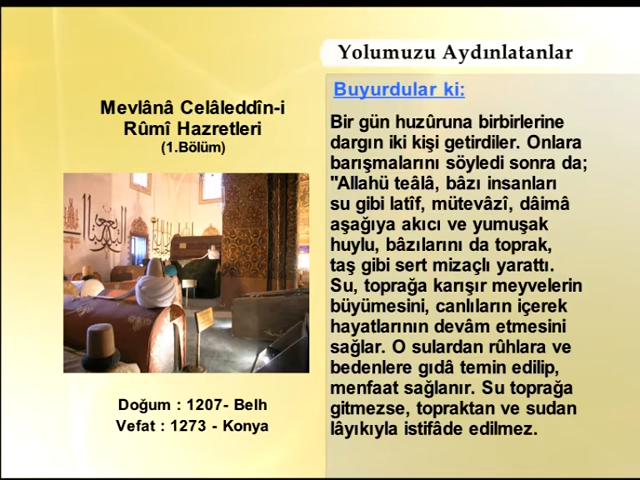 Yolumuzu Aydınlatanlar
Mevlânâ Celâleddîn-i
Rûmî Hazretleri
(1.Bölüm)
Doğum : 1207- Belh
Vefat : 1273 - Konya
Buyurdular ki:
Bir gün huzûruna birbirlerine
dargın iki kişi getirdiler. Onlara
barışmalarını söyledi sonra da;
"Allahü teâlâ, bâzı insanları
su gibi latîf, mütevâzî, dâimâ
aşağıya akıcı ve yumuşak
huylu, bâzılarını da toprak,
taş gibi sert mizaçlı yarattı.
Su, toprağa karışır meyvelerin
büyümesini, canlıların içerek
hayatlarının devâm etmesini
sağlar. O sulardan rûhlara ve
bedenlere gıdâ temin edilip,
menfaat sağlanır. Su toprağa
gitmezse, topraktan ve sudan
lâyıkıyla istifâde edilmez.